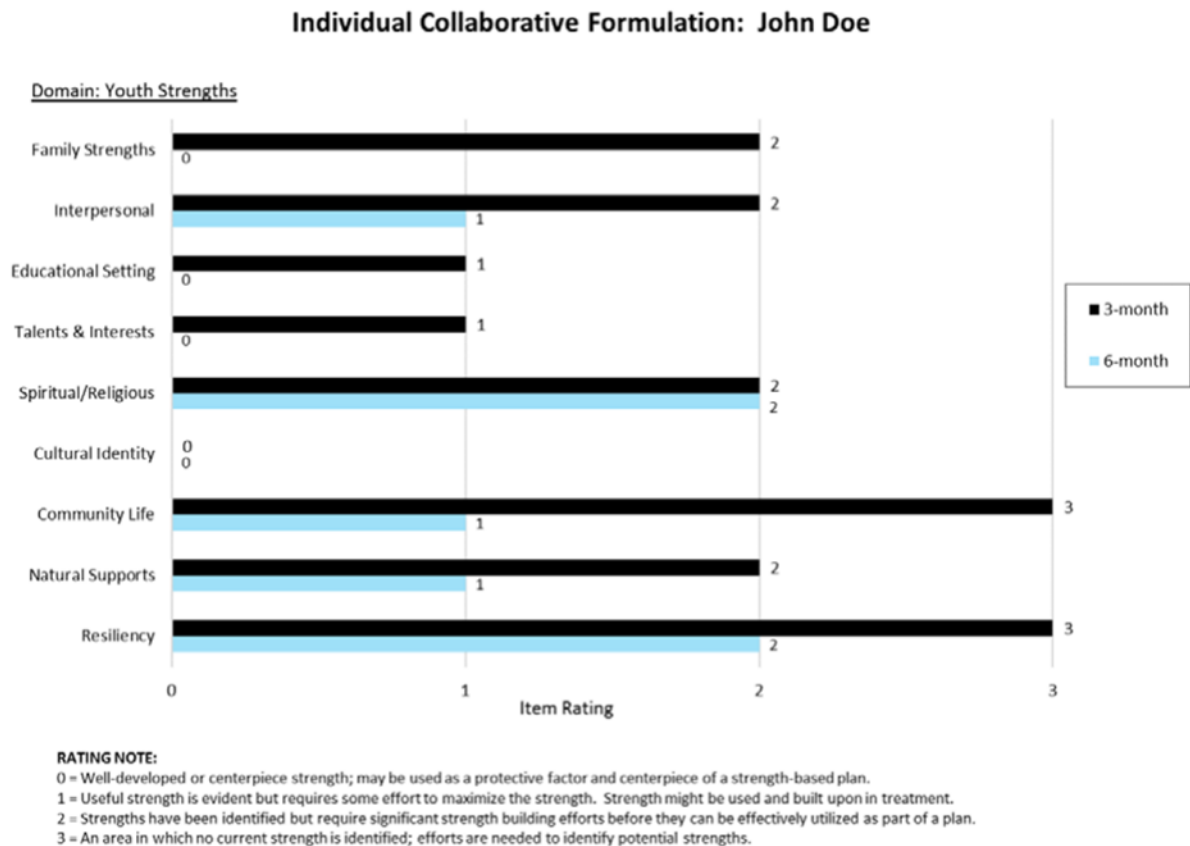 Individual Collaborative Formulation: John Doe
Domain: Youth Strengths
Family Strengths
2
0
Interpersonal
2
1
Educational Setting
1
0
Talents & Interests
1
0
Spiritual/Religious
2
2
Cultural Identity
0
0
Community Life
3
1
Natural Supports
2
1
Resiliency
3
2
0 1 2 3
Item Rating
3-month
6-month
RATING NOTE:
0 = Well-developed or centerpiece strength; may be used as a protective factor and centerpiece of a strength-based plan.
1 = Useful strength is evident but requires some effort to maximize the strength. Strength might be used and built upon in treatment.
2 = Strengths have been identified but require significant strength building efforts before they can be effectively utilized as part of a plan.
3 = An area in which no current strength is identified; efforts are needed to identify potential strengths.